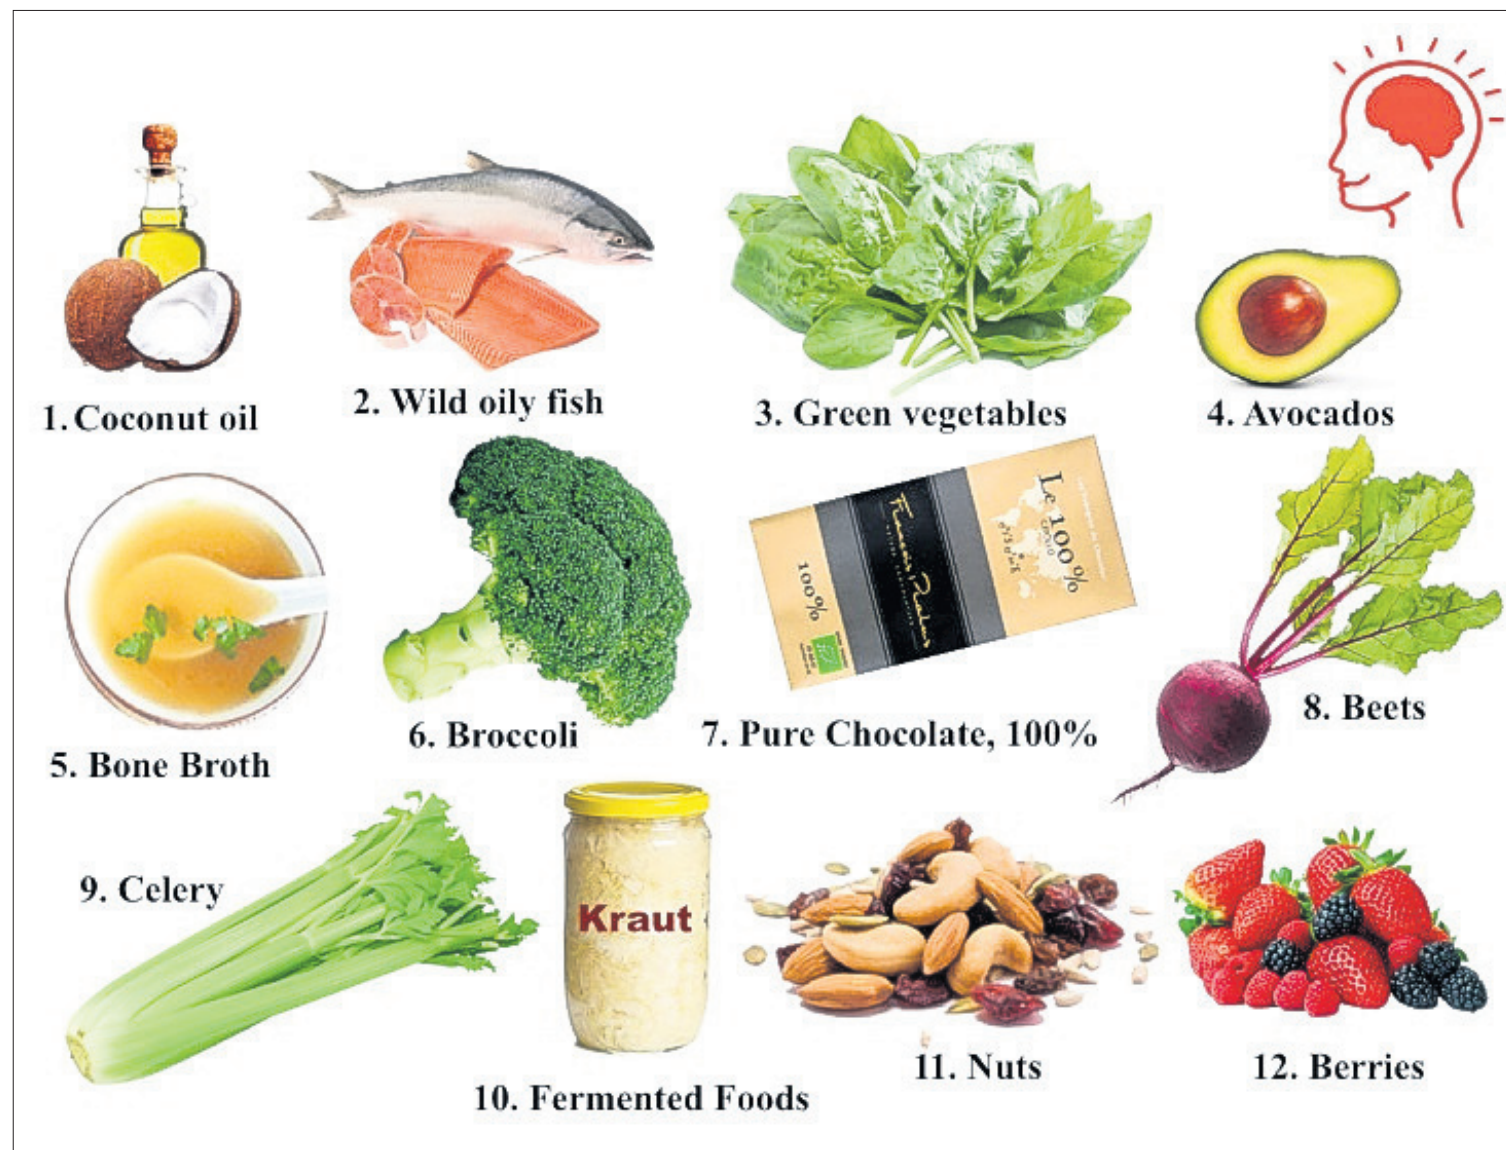 1. Coconut oil
2. Wild oily fish
3. Green vegetables
4. Avocados
5. Bone Broth
6. Broccoli
Le 100%
100%
7. Pure Chocolate, 100%
8. Beets
9. Celery
Kraut
10. Fermented Foods
11. Nuts
12. Berries